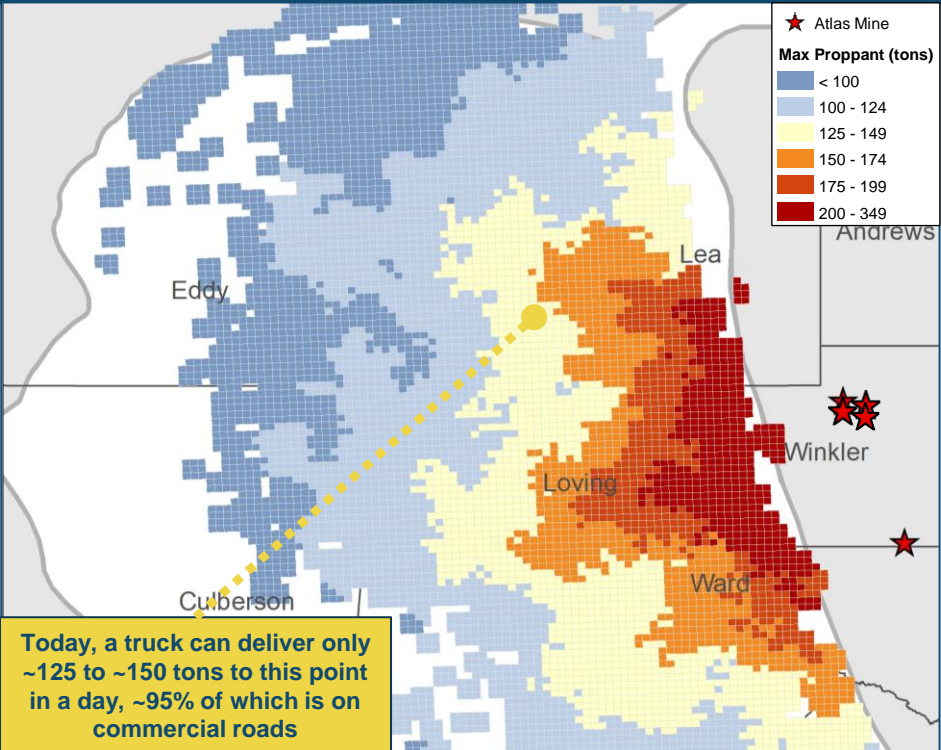 Atlas Mine
Max Proppant (tons)
< 100
100 - 124
125 - 149
150 - 174
175 - 199
200 - 349
Andrews
Lea
Eddy
Winkler
Loving
Ward
Culberson
Today, a truck can deliver only
~125 to ~150 tons to this point
in a day, ~95% of which is on
commercial roads